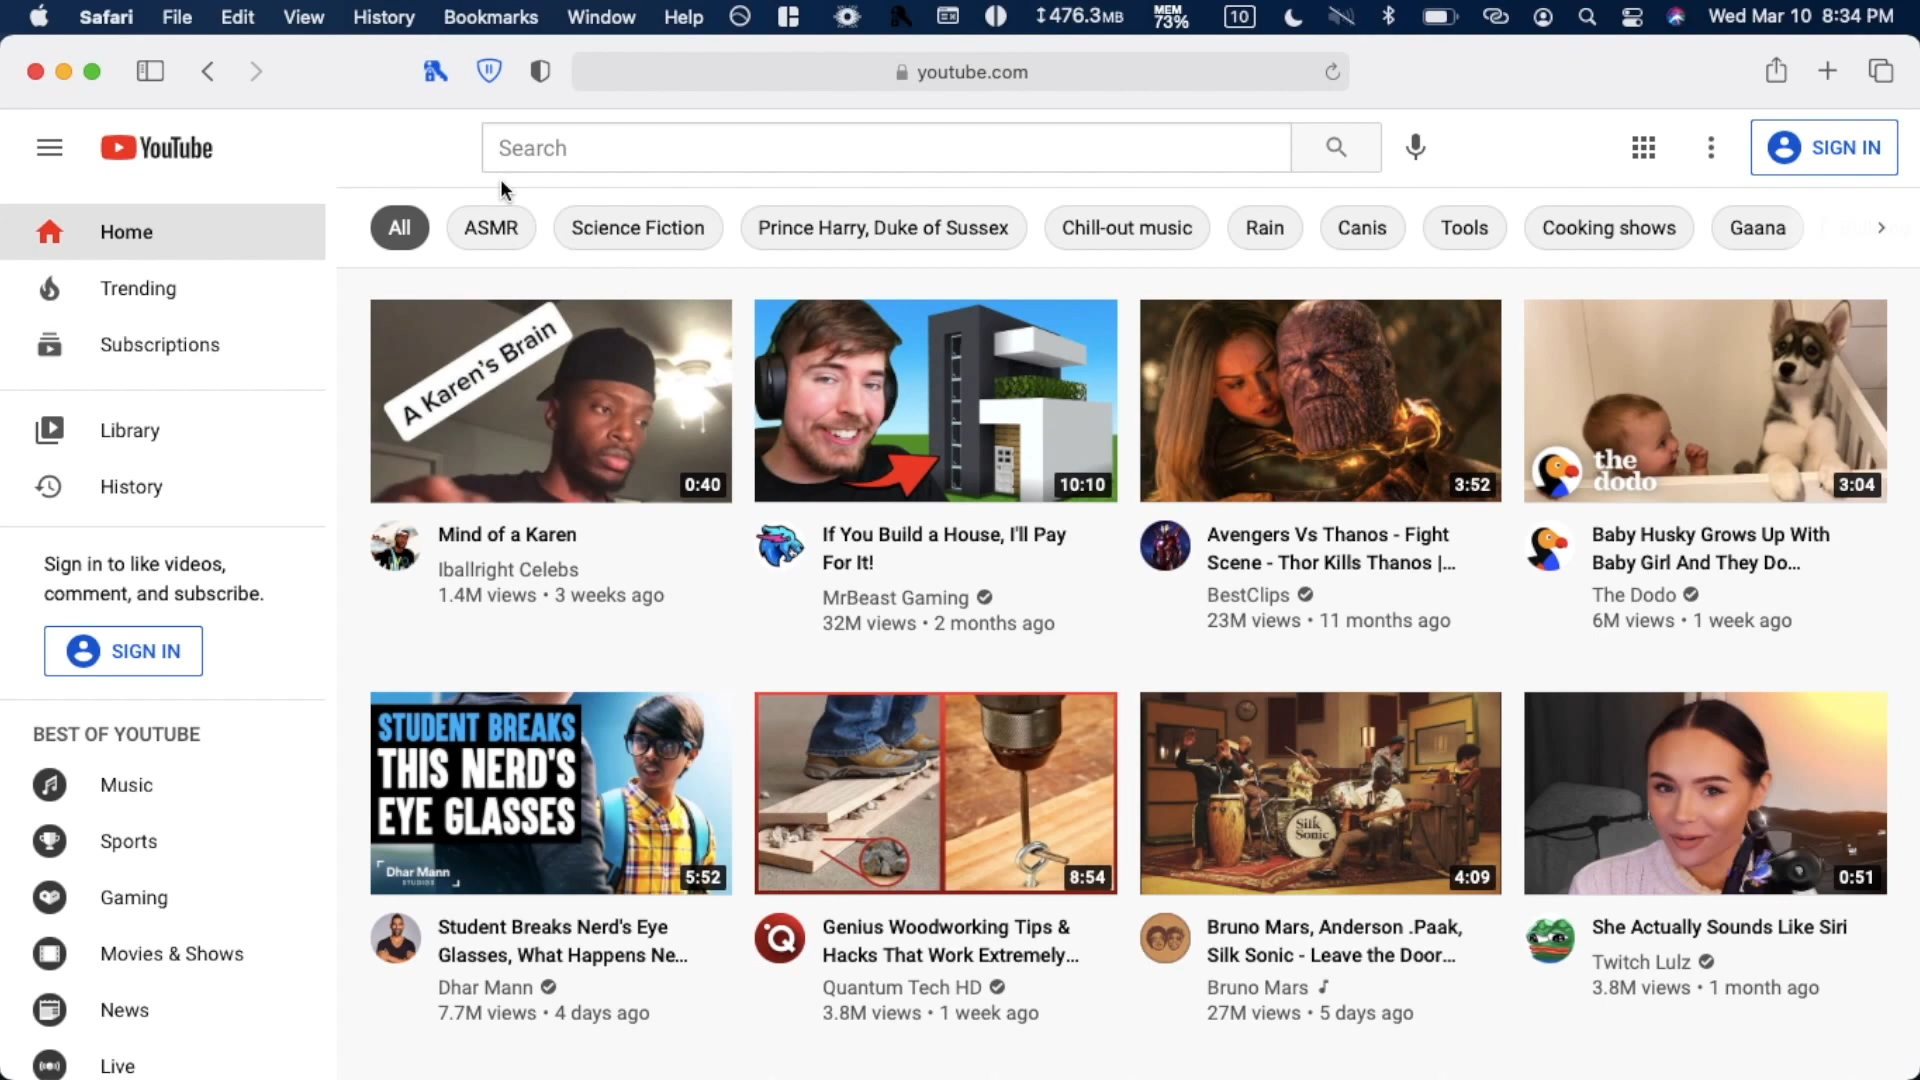 Safari File Edit View History Bookmarks Window Help 476.3MB MEM 73% 10 Wed Mar 10 8:34 PM
youtube.com
YouTube
Search
SIGN IN
Home
Trending
Subscriptions
Library
History
Sign in to like videos,
comment, and subscribe.
SIGN IN
BEST OF YOUTUBE
Music
Sports
Gaming
Movies & Shows
News
Live
All ASMR Science Fiction Prince Harry, Duke of Sussex Chill-out music Rain Canis Tools Cooking shows Gaana
A Karen's Brain
0:40
Mind of a Karen
Iballright Celebs
1.4M views • 3 weeks ago
10:10
If You Build a House, I'll Pay
For It!
MrBeast Gaming
32M views • 2 months ago
3:52
Avengers Vs Thanos - Fight
Scene - Thor Kills Thanos |...
BestClips
23M views • 11 months ago
the
dodo
3:04
Baby Husky Grows Up With
Baby Girl And They Do...
The Dodo
6M views • 1 week ago
STUDENT BREAKS
THIS NERD'S
EYE GLASSES
Dhar Mann
STUDIOS
5:52
Student Breaks Nerd's Eye
Glasses, What Happens Ne...
Dhar Mann
7.7M views • 4 days ago
8:54
Genius Woodworking Tips &
Hacks That Work Extremely...
Quantum Tech HD
3.8M views • 1 week ago
Silk
Sonic
4:09
Bruno Mars, Anderson .Paak,
Silk Sonic - Leave the Door...
Bruno Mars
27M views • 5 days ago
0:51
She Actually Sounds Like Siri
Twitch Lulz
3.8M views • 1 month ago